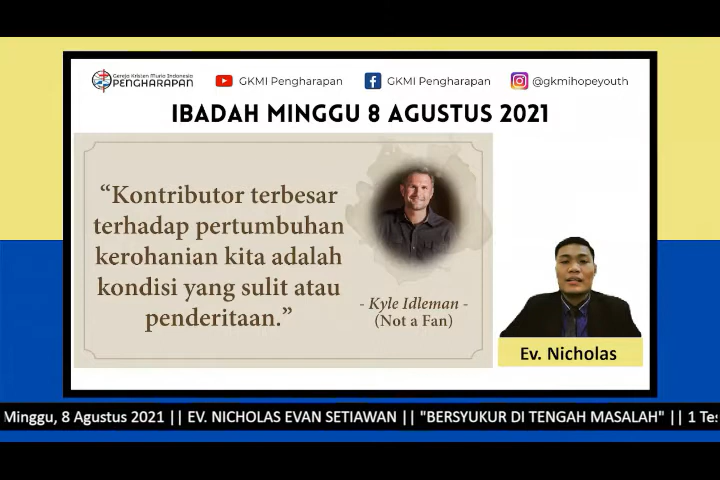 Gereja Kristen Muria Indonesia
PENGHARAPAN
GKMI Pengharapan
GKMI Pengharapan
@gkmihopeyouth
IBADAH MINGGU 8 AGUSTUS 2021
“Kontributor terbesar
terhadap pertumbuhan
kerohanian kita adalah
kondisi yang sulit atau
penderitaan.”
- Kyle Idleman -
(Not a Fan)
Ev. Nicholas
Minggu, 8 Agustus 2021 || EV. NICHOLAS EVAN SETIAWAN || "BERSYUKUR DI TENGAH MASALAH" || 1 Tes